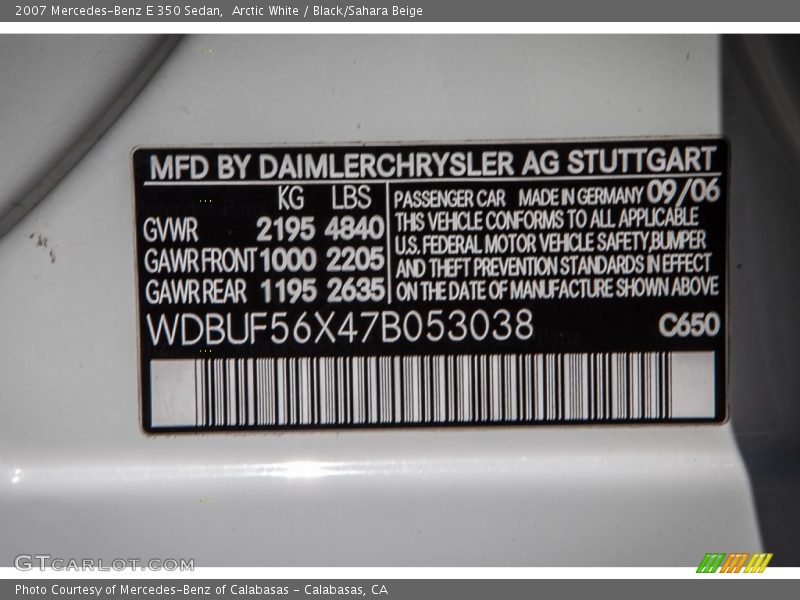 2007 Mercedes-Benz E 350 Sedan, Arctic White / Black/Sahara Beige
MFD BY DAIMLERCHRYSLER AG STUTTGART
KG LBS
GVWR 2195 4840
GAWR FRONT 1000 2205
GAWR REAR 1195 2635
PASSENGER CAR MADE IN GERMANY 09/06
THIS VEHICLE CONFORMS TO ALL APPLICABLE
U.S. FEDERAL MOTOR VEHICLE SAFETY,BUMPER
AND THEFT PREVENTION STANDARDS IN EFFECT
ON THE DATE OF MANUFACTURE SHOWN ABOVE
WDBUF56X47B053038 C650
GTCARLOT.COM
Photo Courtesy of Mercedes-Benz of Calabasas - Calabasas, CA